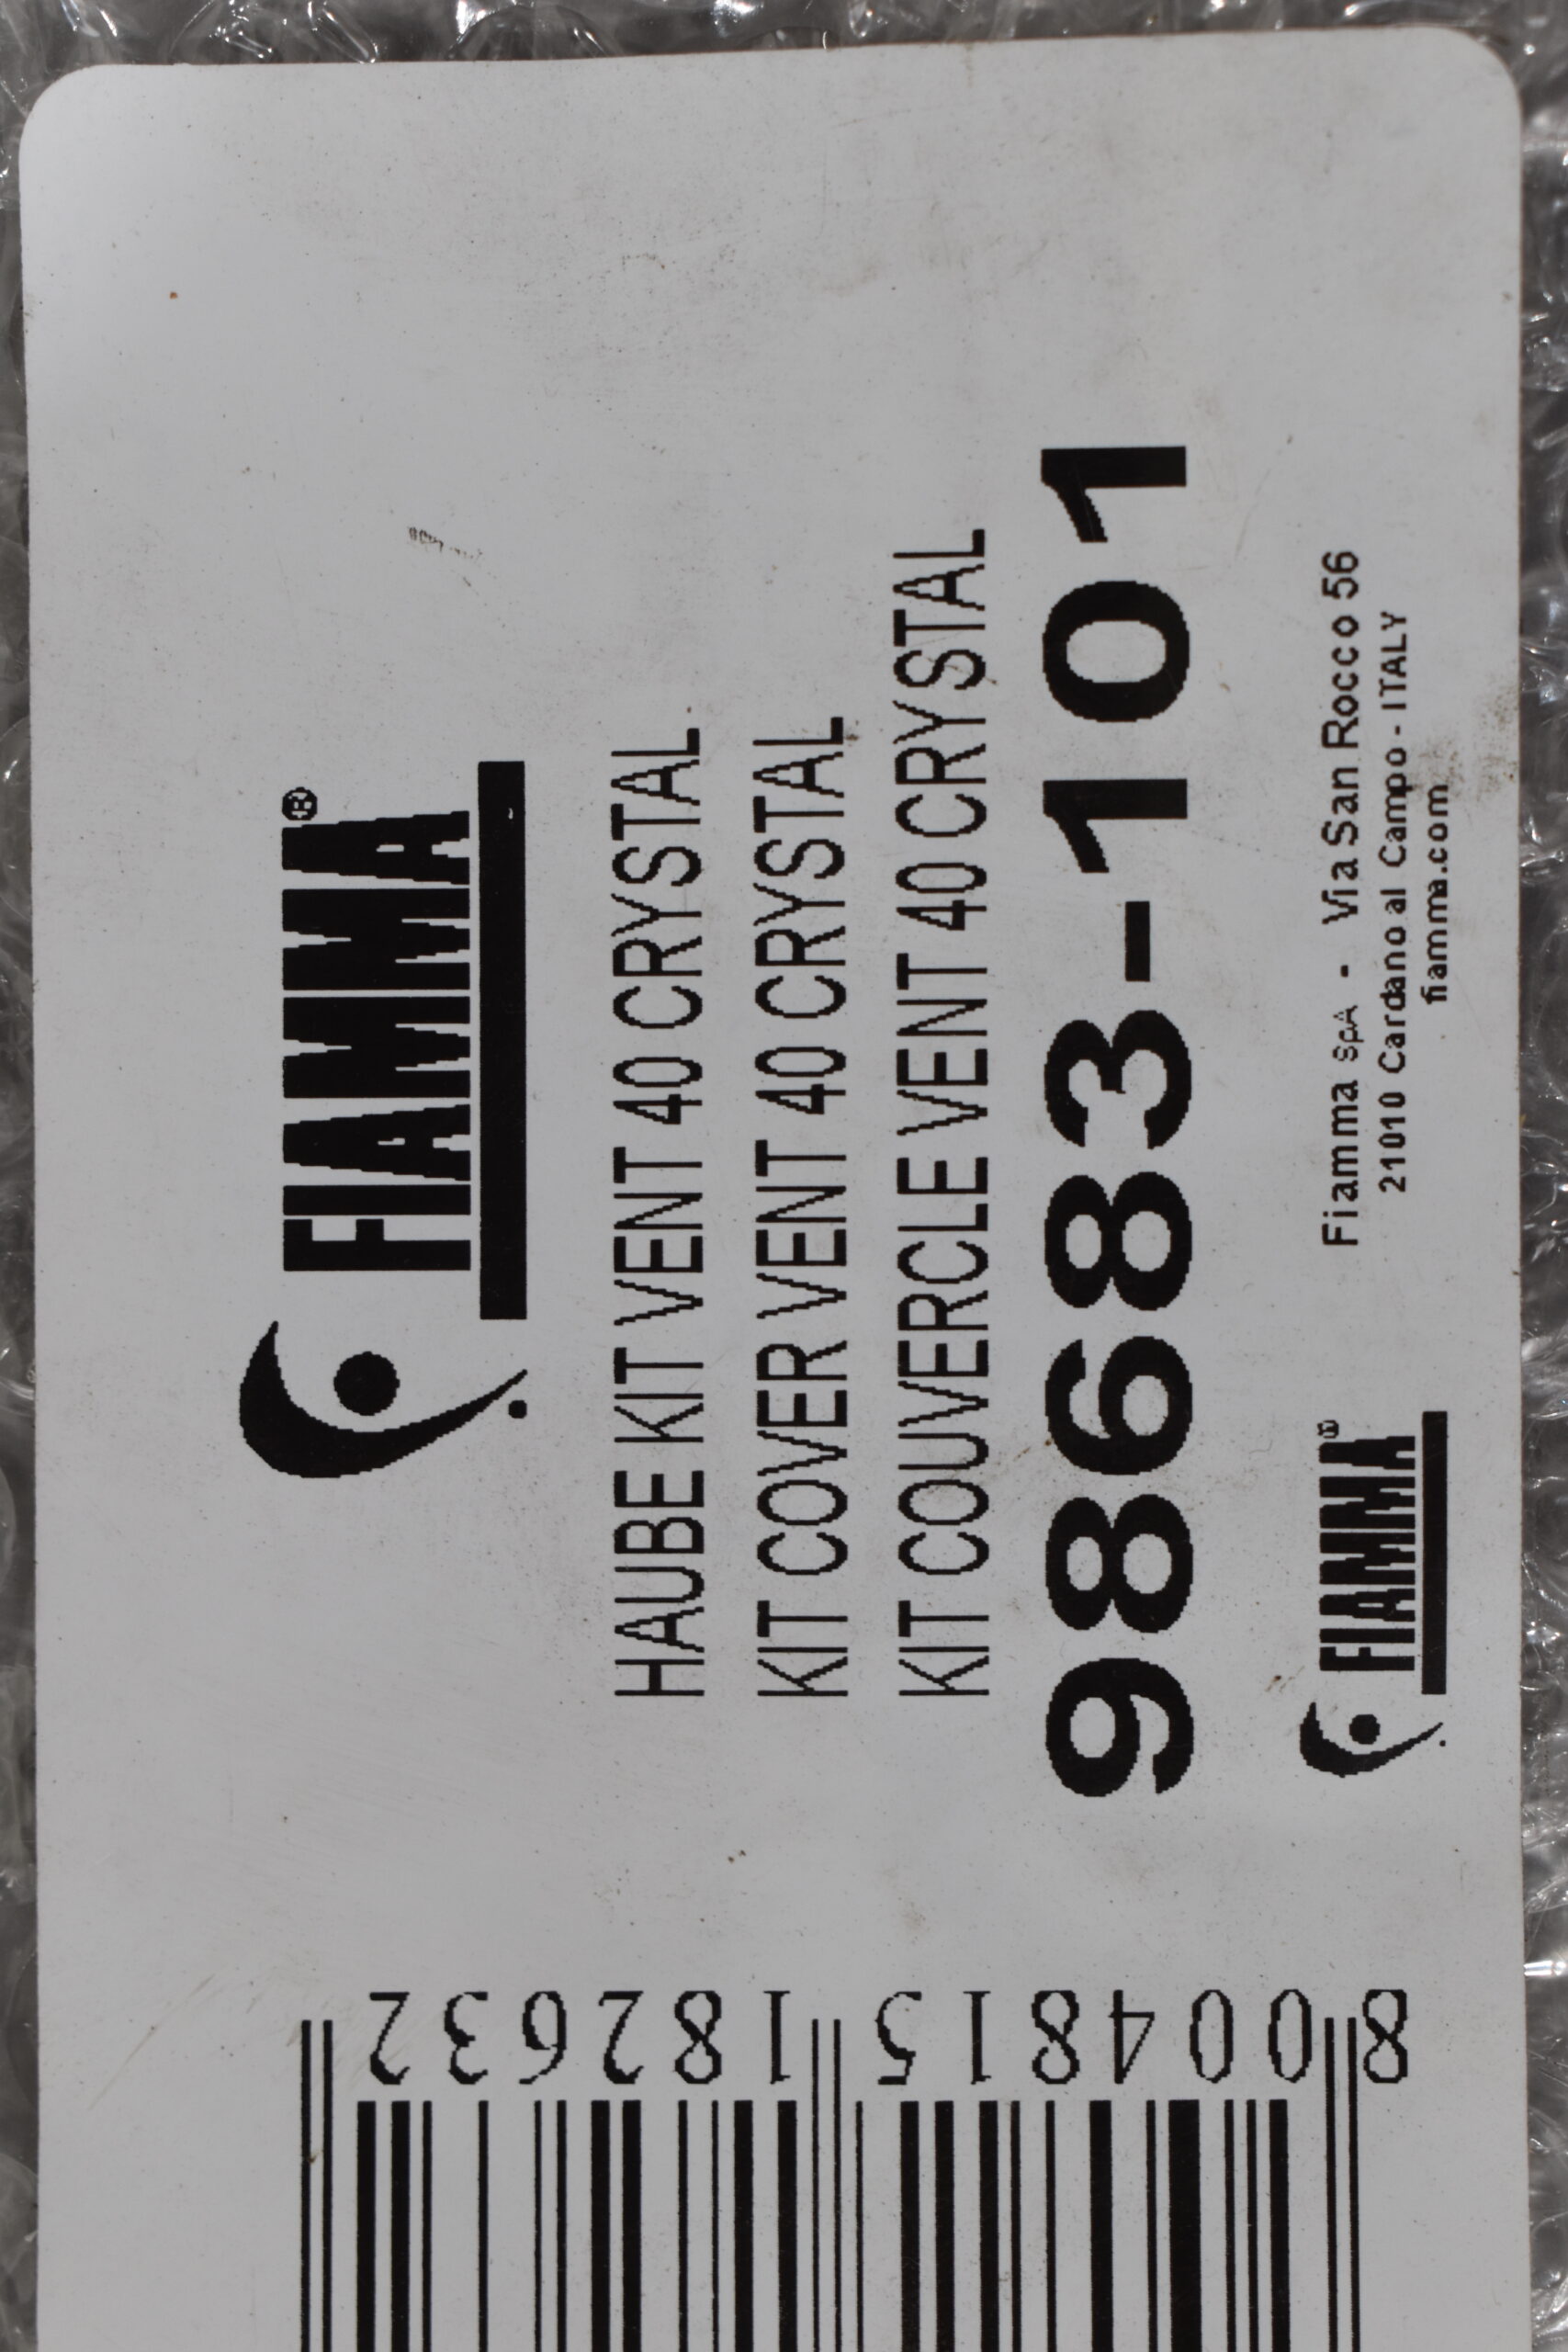 FIAMMA®
HAUBE KIT VENT 40 CRYSTAL
KIT COVER VENT 40 CRYSTAL
KIT COUVERCLE VENT 40 CRYSTAL
98683-101
FIAMMA®
Fiamma SpA - Via San Rocco 56
21010 Cardano al Campo - ITALY
fiamma.com
8004815182632